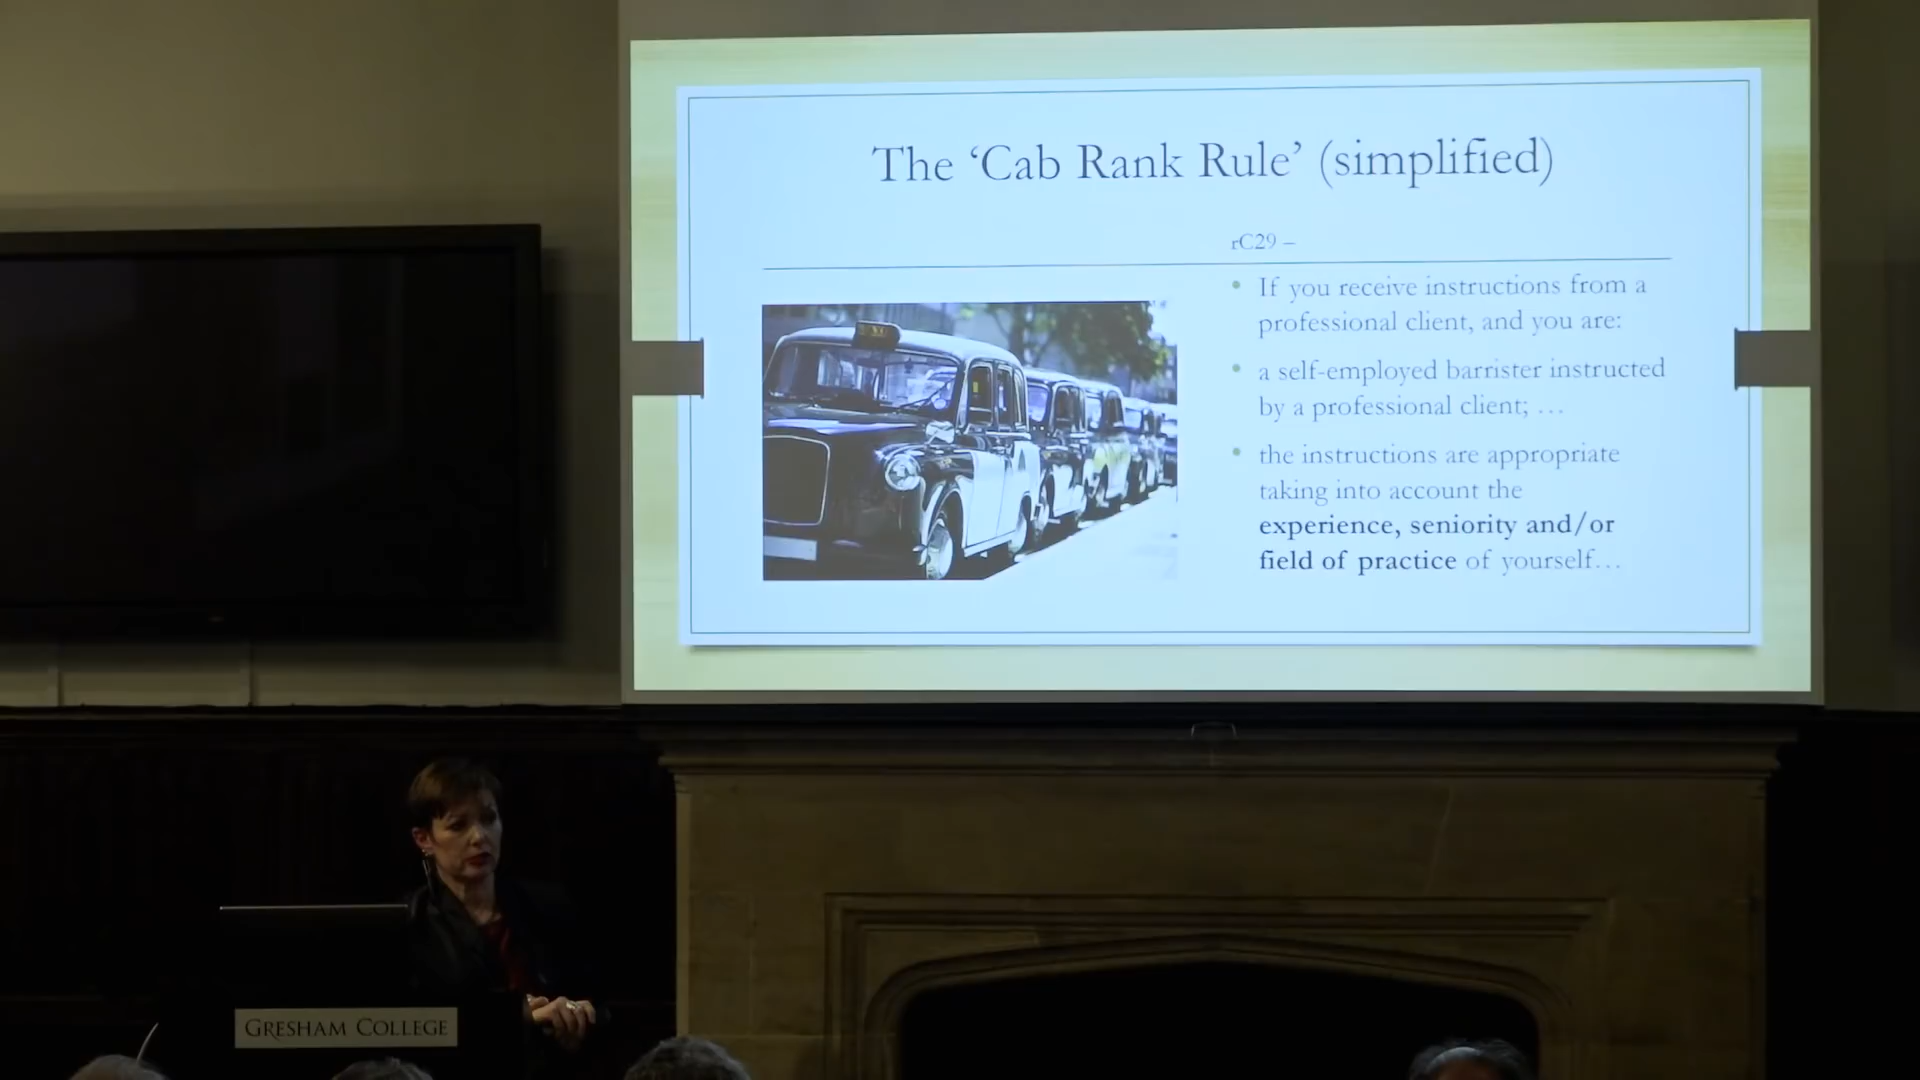 The ‘Cab Rank Rule’ (simplified)
rC29 –
• If you receive instructions from a
professional client, and you are:
• a self-employed barrister instructed
by a professional client; …
• the instructions are appropriate
taking into account the
experience, seniority and/or
field of practice of yourself…
GRESHAM COLLEGE